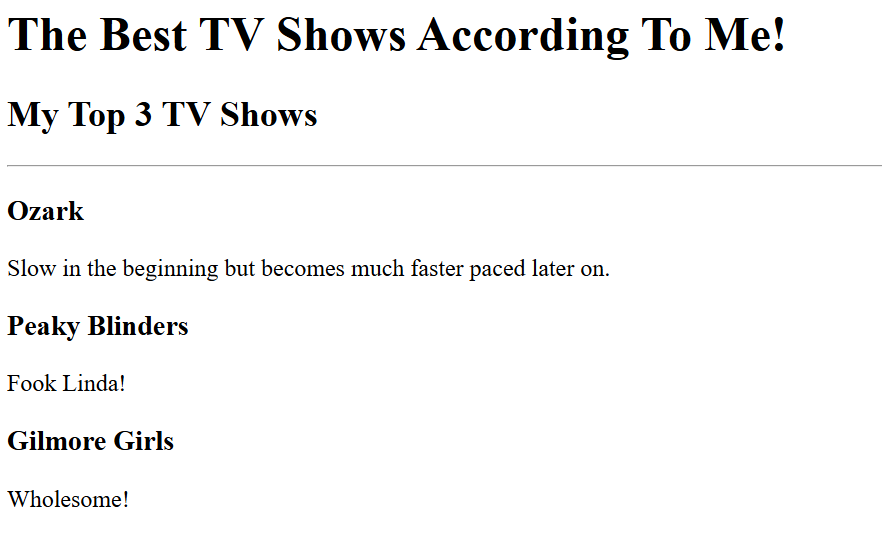 The Best TV Shows According To Me!
My Top 3 TV Shows
Ozark
Slow in the beginning but becomes much faster paced later on.
Peaky Blinders
Fook Linda!
Gilmore Girls
Wholesome!